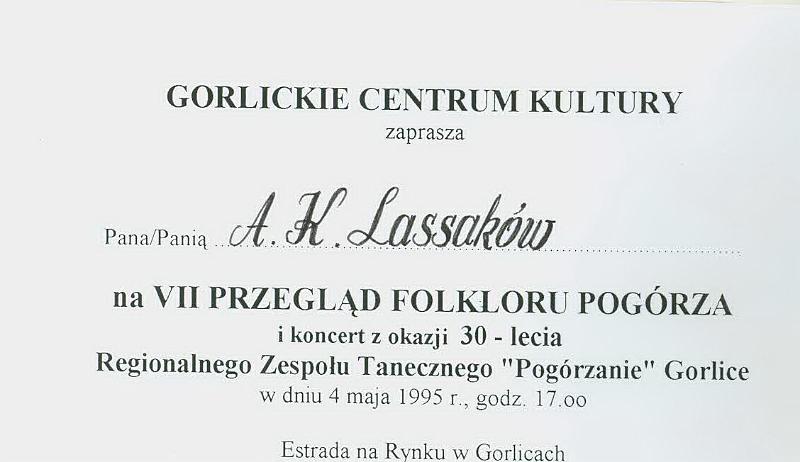 GORLICKIE CENTRUM KULTURY
zaprasza
Pana/Panią ... A. K. Lassaków
na VII PRZEGLĄD FOLKLORU POGÓRZA
i koncert z okazji 30 - lecia
Regionalnego Zespołu Tanecznego "Pogórzanie" Gorlice
w dniu 4 maja 1995 r., godz. 17.oo
Estrada na Rynku w Gorlicach